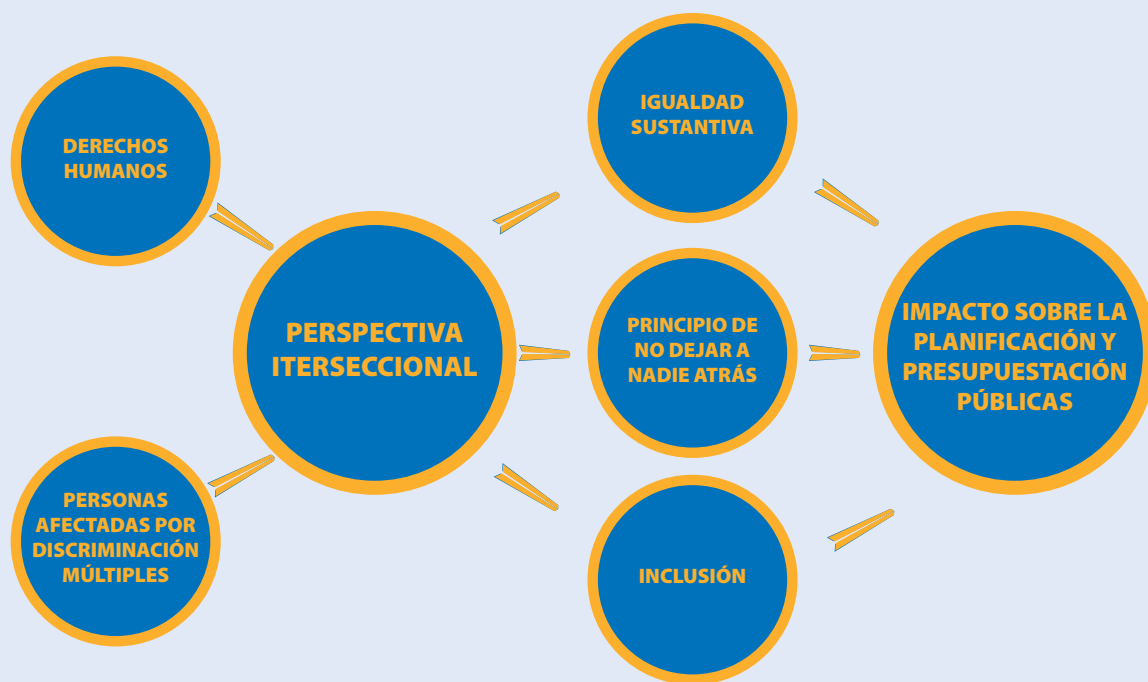 DERECHOS
HUMANOS
PERSONAS
AFECTADAS POR
DISCRIMINACIÓN
MÚLTIPLES
PERSPECTIVA
ITERSECCIONAL
IGUALDAD
SUSTANTIVA
PRINCIPIO DE
NO DEJAR A
NADIE ATRÁS
INCLUSIÓN
IMPACTO SOBRE LA
PLANIFICACIÓN Y
PRESUPUESTACIÓN
PÚBLICAS